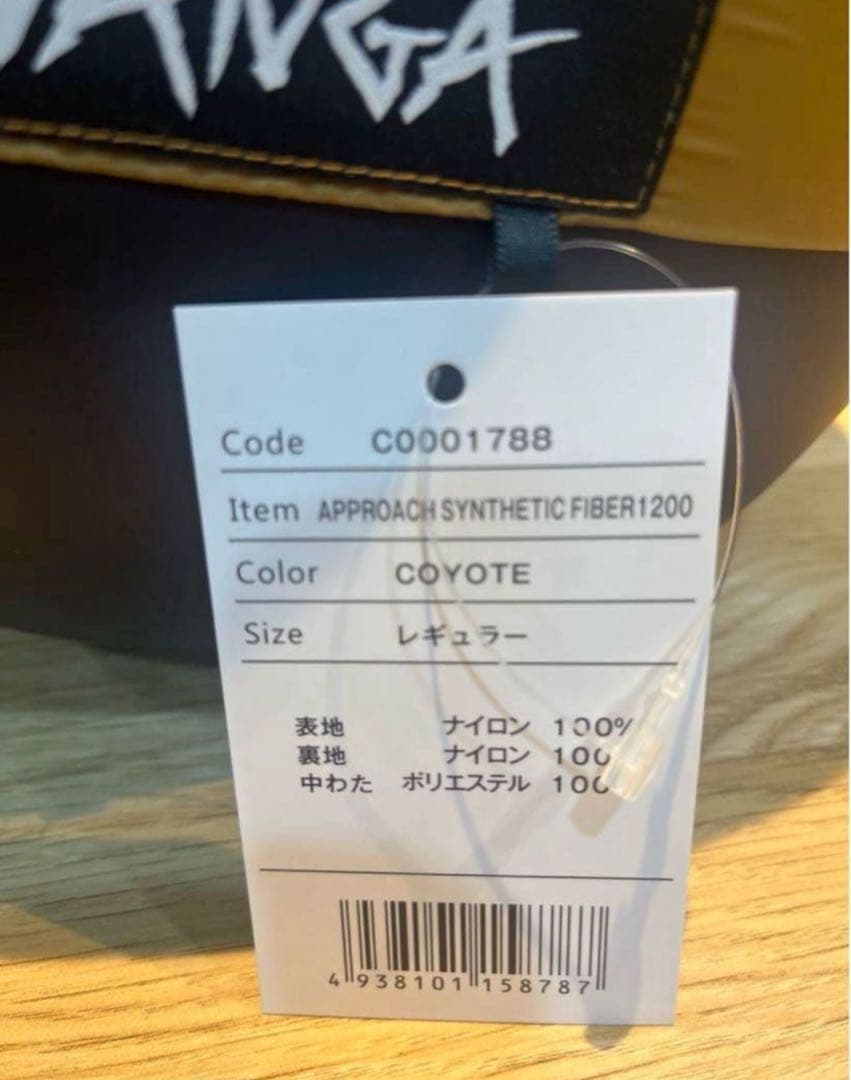 ANGA
Code C0001788
Item APPROACH SYNTHETIC FIBER1200
Color COYOTE
Size レギュラー
表地 ナイロン 100%
裏地 ナイロン 100
中わた ポリエステル 100
4 938101 158787